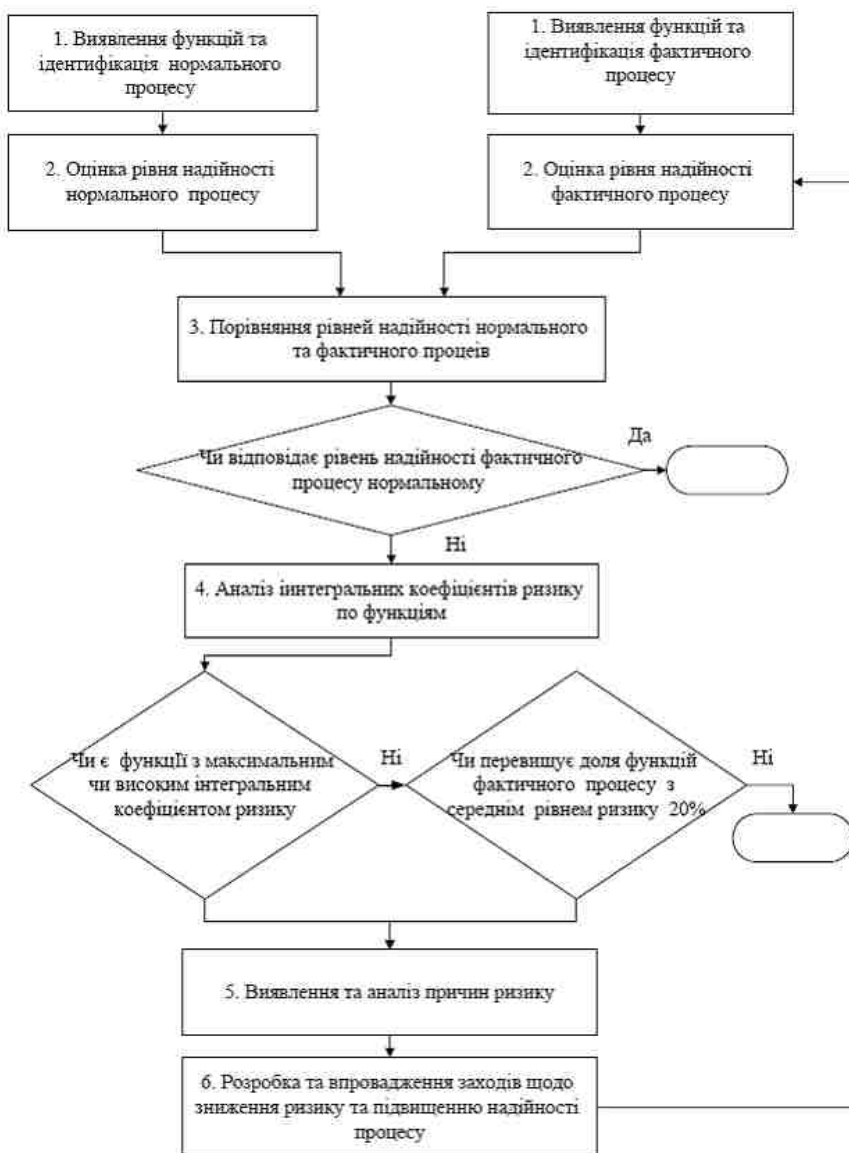 1. Виявлення функцій та
ідентифікація нормального
процесу
1. Виявлення функцій та
ідентифікація фактичного
процесу
2. Оцінка рівня надійності
нормального процесу
2. Оцінка рівня надійності
фактичного процесу
3. Порівняння рівней надійності нормального
та фактичного процеів
Чи відповідає рівень надійності фактичного
процесу нормальному
Да
Ні
4. Аналіз іинтегральних коефіцієнтів ризику
по функціям
Чи є функції з максимальним
чи високим інтегральним
коефіцієнтом ризику
Ні
Чи перевишує доля функцій
фактичного процесу з
середнім рівнем ризику 20%
Ні
5. Виявлення та аналіз причин ризику
6. Розробка та впровадження заходів щодо
зниження ризику та підвищенню надійності
процесу